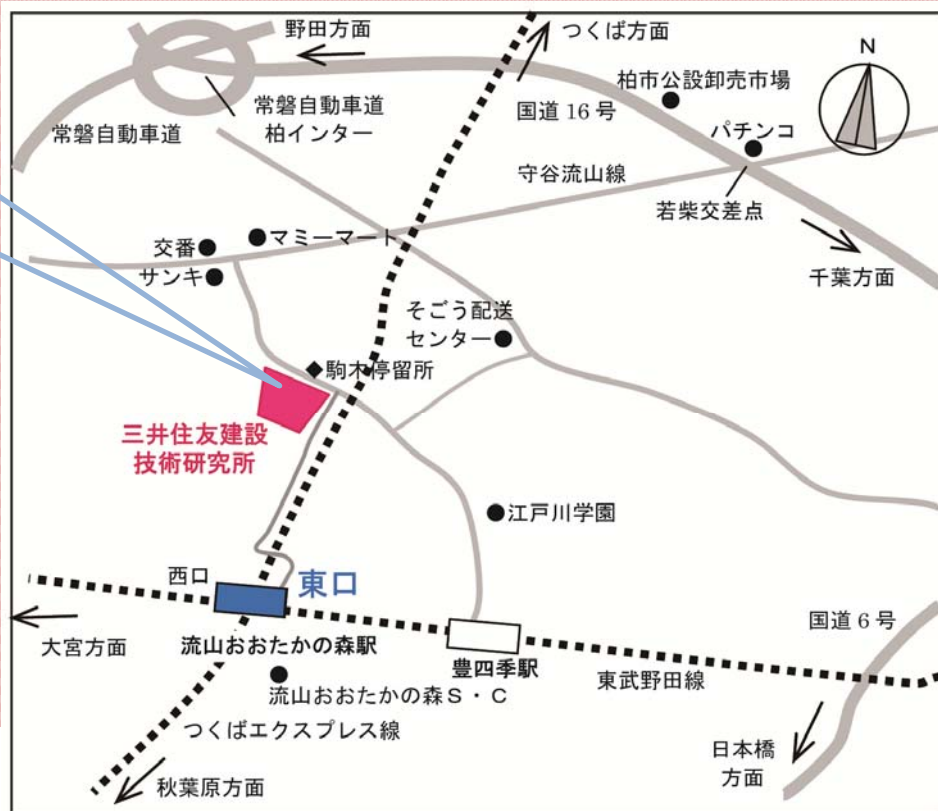 野田方面
つくば方面
N
柏市公設卸売市場
常磐自動車道
柏インター
国道 16 号
常磐自動車道
パチンコ
守谷流山線
若柴交差点
マミーマート
交番
サンキ
千葉方面
そごう配送
センター
駒木停留所
三井住友建設
技術研究所
江戸川学園
西口
東口
国道 6 号
大宮方面
流山おおたかの森駅
豊四季駅
東武野田線
流山おおたかの森S・C
つくばエクスプレス線
日本橋
方面
秋葉原方面